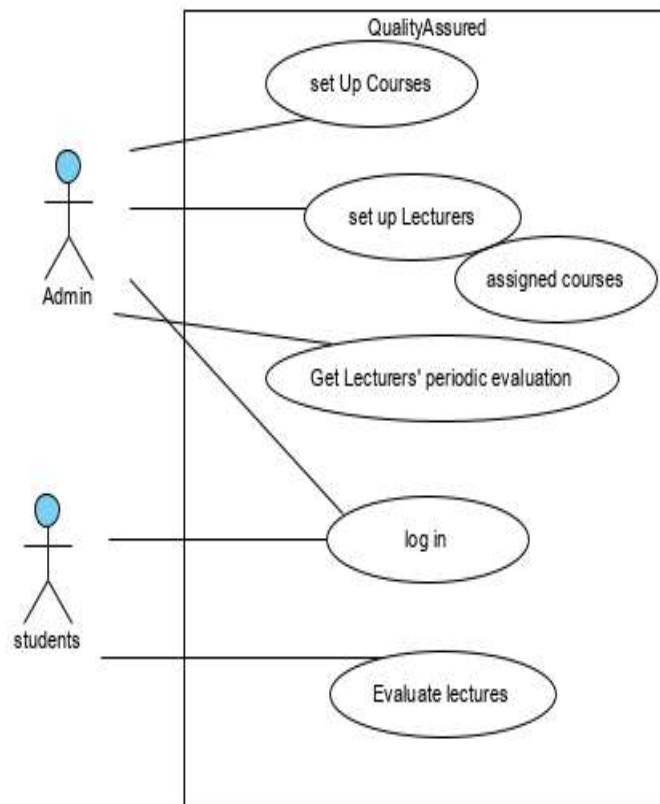 QualityAssured
set Up Courses
set up Lecturers
assigned courses
Admin
Get Lecturers' periodic evaluation
log in
students
Evaluate lectures